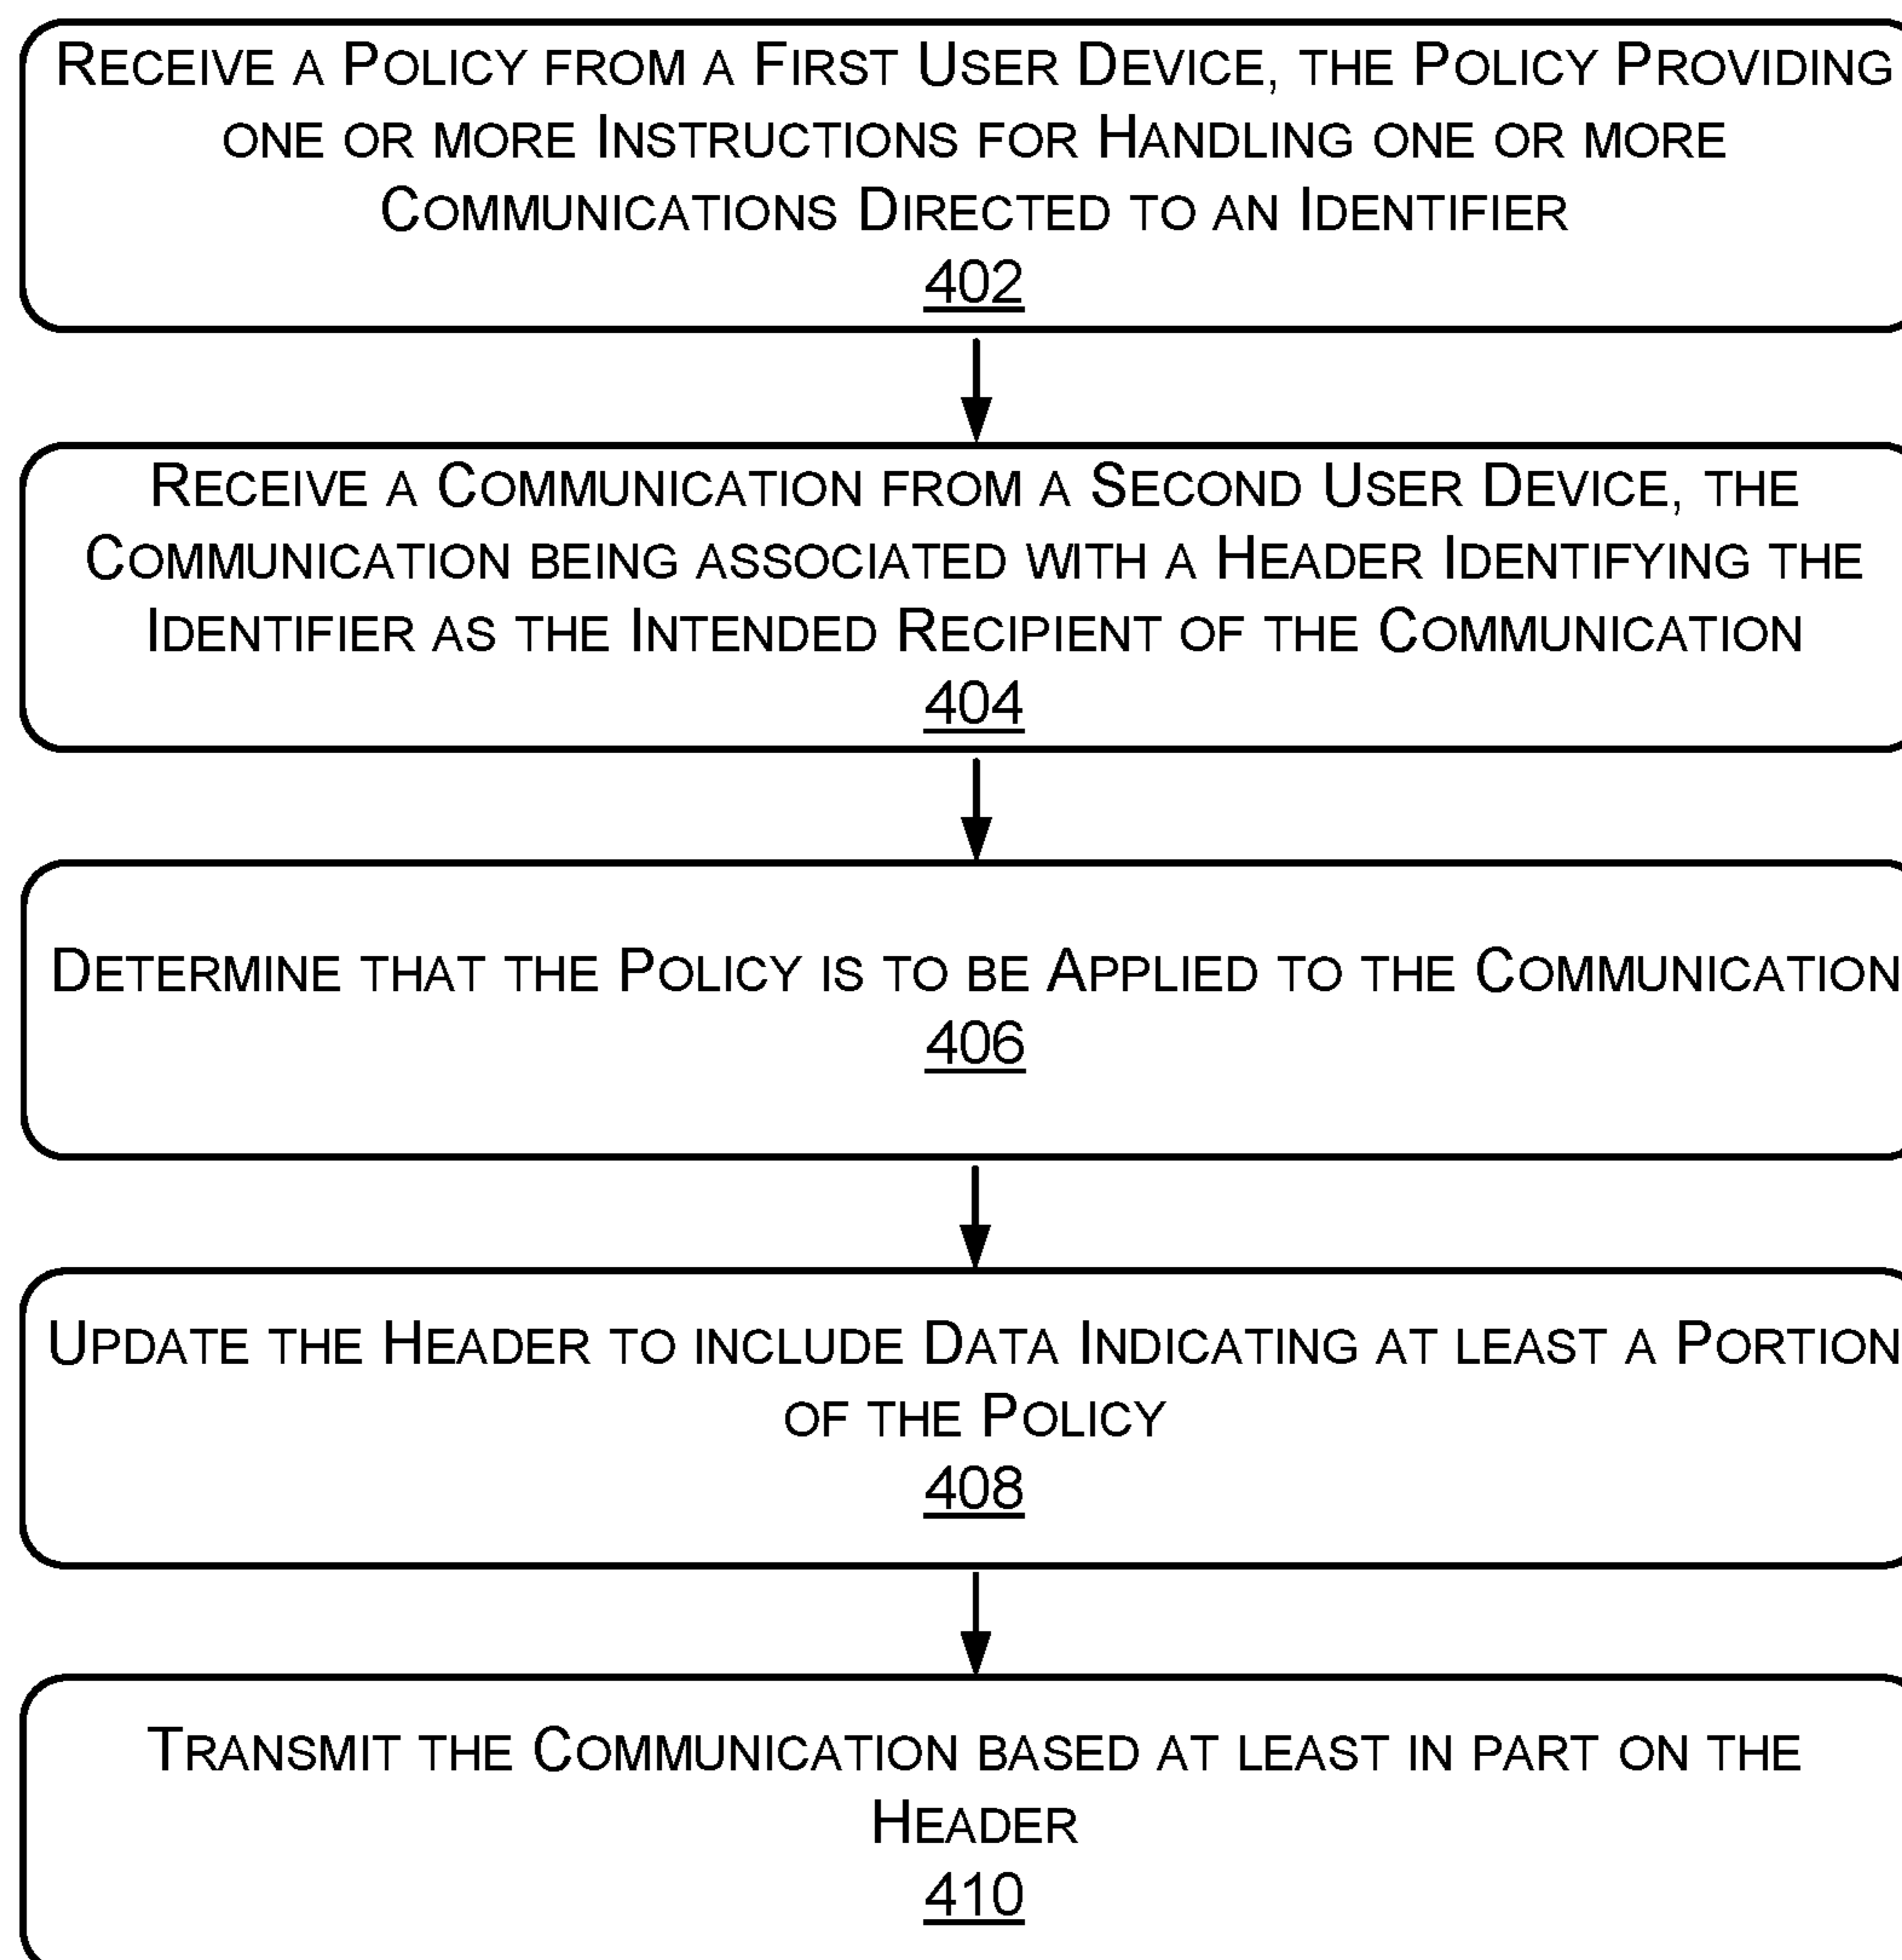 RECEIVE A POLICY FROM A FIRST USER DEVICE, THE POLICY PROVIDING
ONE OR MORE INSTRUCTIONS FOR HANDLING ONE OR MORE
COMMUNICATIONS DIRECTED TO AN IDENTIFIER
402
RECEIVE A COMMUNICATION FROM A SECOND USER DEVICE, THE
COMMUNICATION BEING ASSOCIATED WITH A HEADER IDENTIFYING THE
IDENTIFIER AS THE INTENDED RECIPIENT OF THE COMMUNICATION
404
DETERMINE THAT THE POLICY IS TO BE APPLIED TO THE COMMUNICATION
406
UPDATE THE HEADER TO INCLUDE DATA INDICATING AT LEAST A PORTION
OF THE POLICY
408
TRANSMIT THE COMMUNICATION BASED AT LEAST IN PART ON THE
HEADER
410